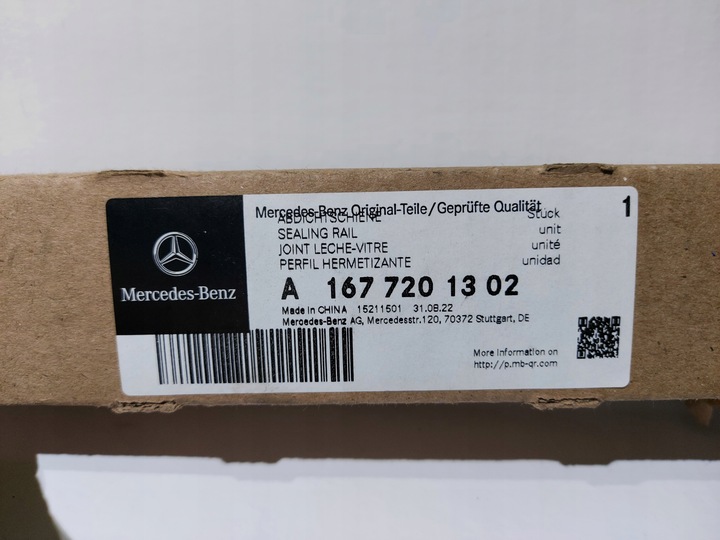 Mercedes-Benz Original-Teile/Geprüfte Qualität 1
ABDICHTSCHIENE Stück
SEALING RAIL unit
JOINT LECHE-VITRE unité
PERFIL HERMETIZANTE unidad
Mercedes-Benz
A 167 720 13 02
Made in CHINA 15211501 31.08.22
Mercedes-Benz AG, Mercedesstr.120, 70372 Stuttgart, DE
More Information on
http://p.mb-qr.com